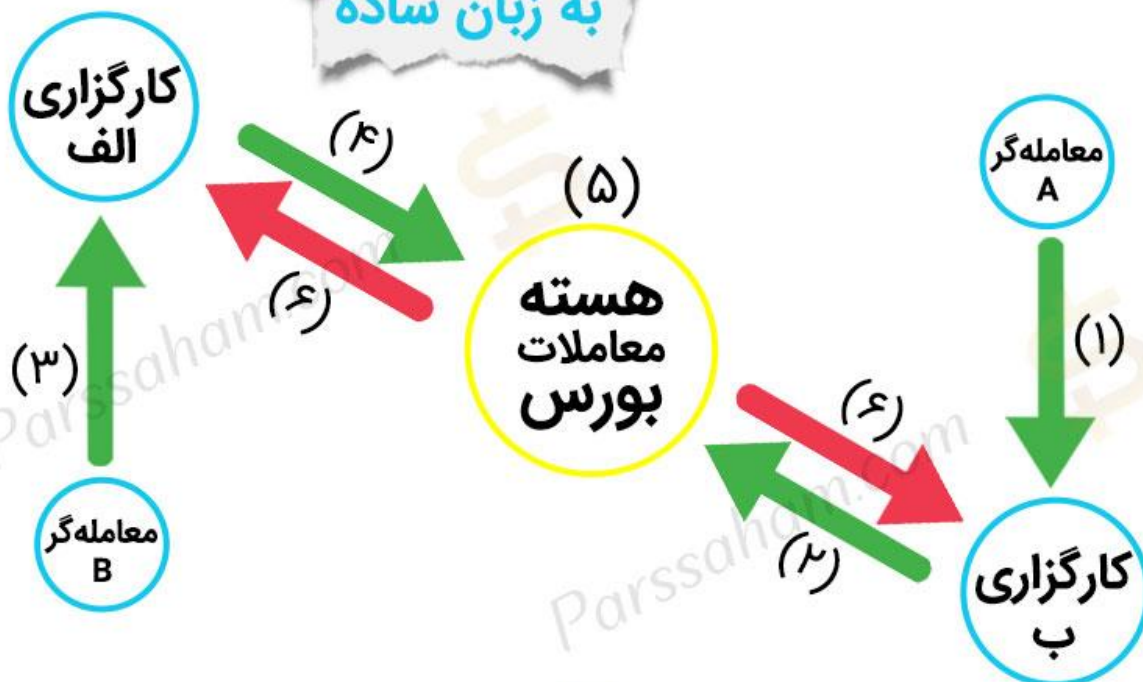 به زبان ساده
کارگزاری
الف
(۴)
(۵)
معامله‌گر
A
(۶)
هسته
معاملات
بورس
(۱)
(۳)
(۶)
معامله‌گر
B
(۲)
کارگزاری
ب
Parssaham.com
Parssaham.com